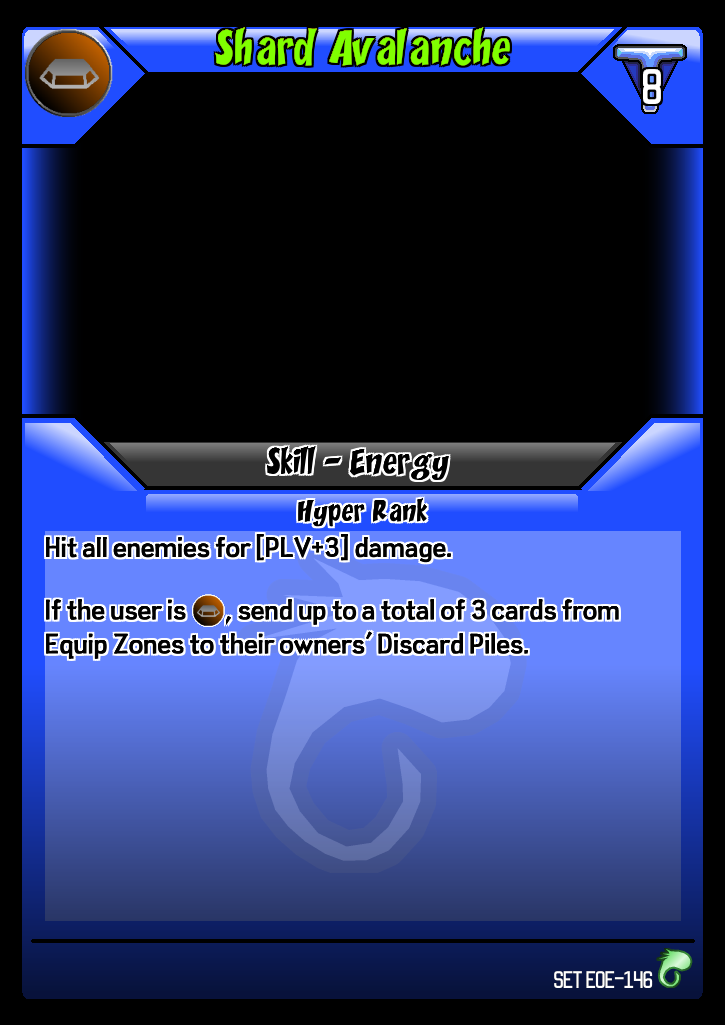 Shard Avalanche
8
Skill - Energy
Hyper Rank
Hit all enemies for [PLV+3] damage.
If the user is , send up to a total of 3 cards from
Equip Zones to their owners' Discard Piles.
SET EOE-146